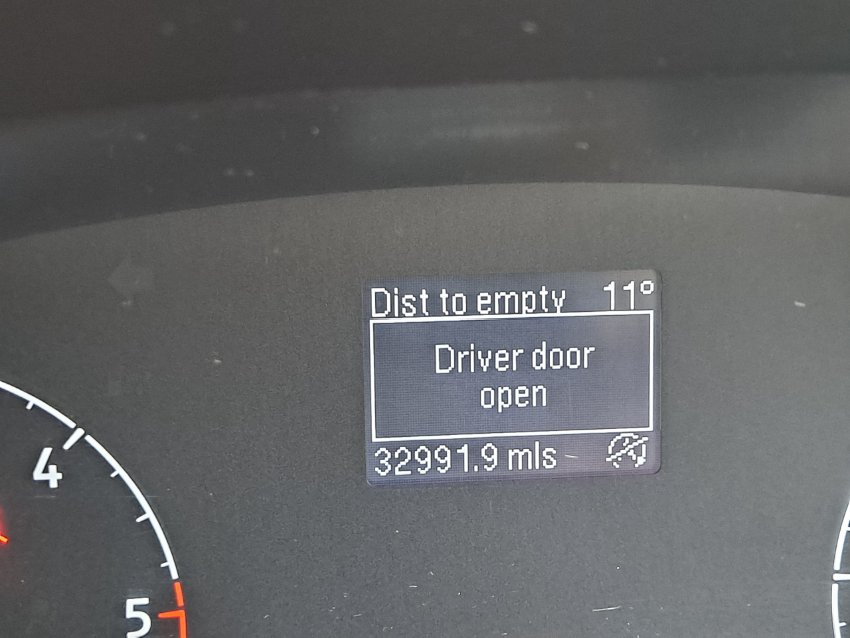 Dist to empty 11°
Driver door
open
32991.9 mls
4
5